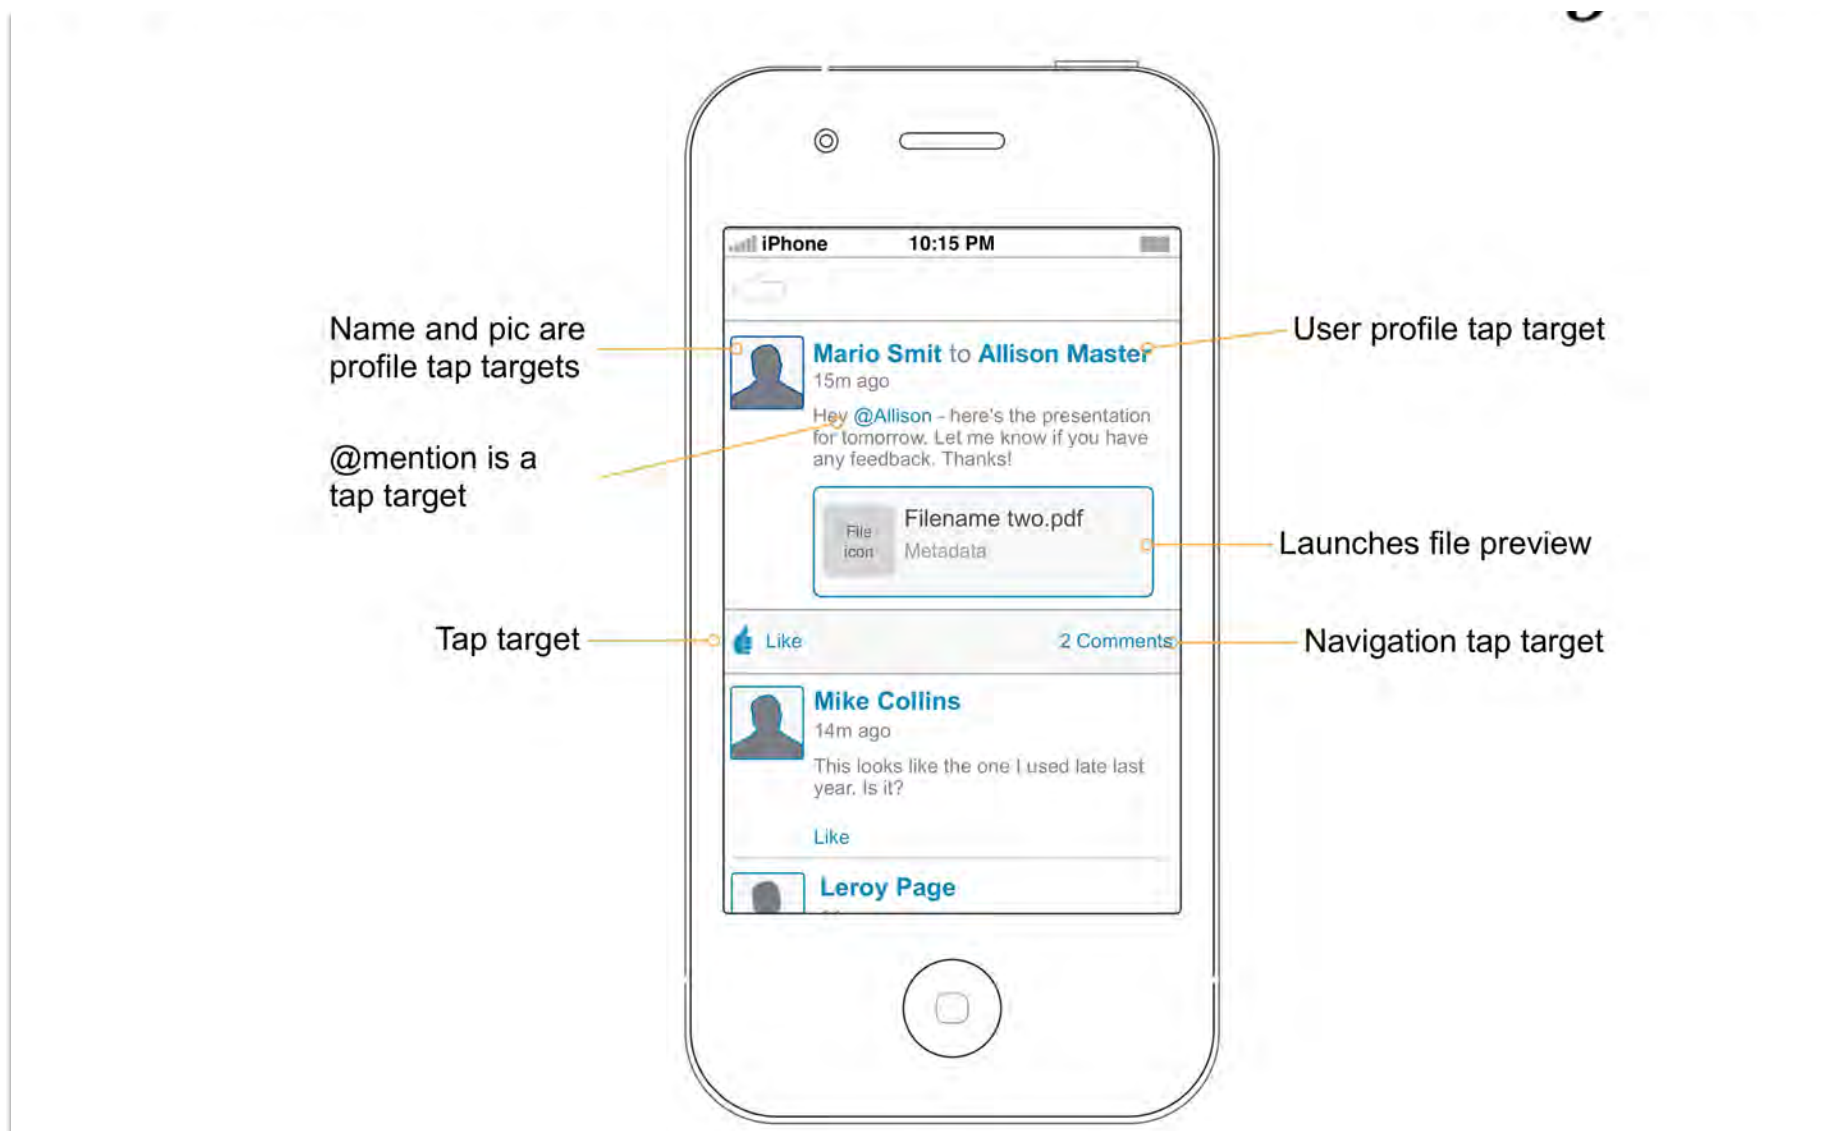 iPhone 10:15 PM
Name and pic are
profile tap targets
User profile tap target
Mario Smit to Allison Master
15m ago
Hey @Allison - here's the presentation
for tomorrow. Let me know if you have
any feedback. Thanks!
@mention is a
tap target
File
icon
Filename two.pdf
Metadata
Launches file preview
Tap target
Like
2 Comments
Navigation tap target
Mike Collins
14m ago
This looks like the one I used late last
year. Is it?
Like
Leroy Page